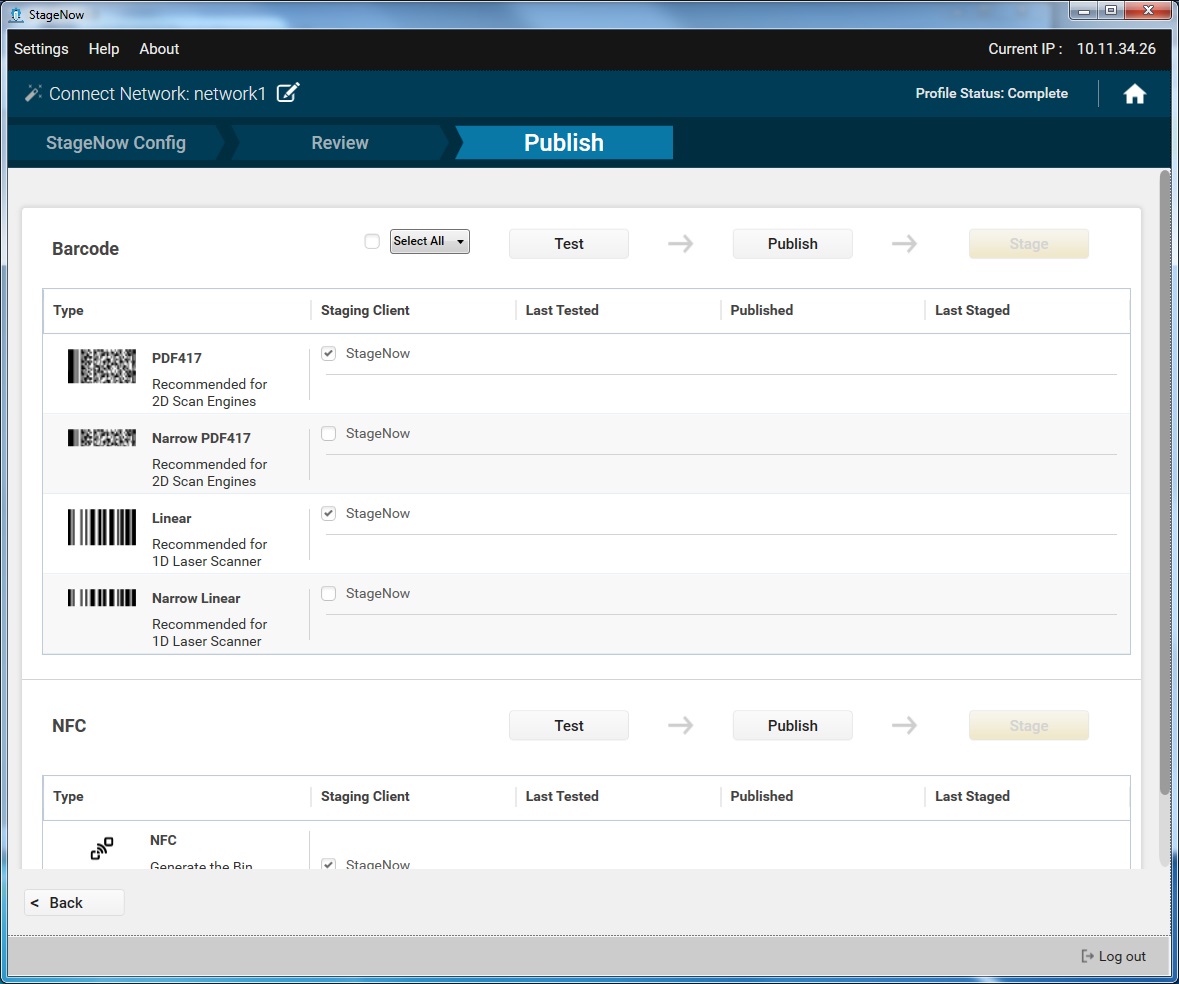 StageNow
Settings Help About Current IP : 10.11.34.26
Connect Network: network1 Profile Status: Complete
StageNow Config Review Publish
Barcode Select All Test Publish Stage
Type Staging Client Last Tested Published Last Staged
PDF417 StageNow
Recommended for
2D Scan Engines
Narrow PDF417 StageNow
Recommended for
2D Scan Engines
Linear StageNow
Recommended for
1D Laser Scanner
Narrow Linear StageNow
Recommended for
1D Laser Scanner
NFC Test Publish Stage
Type Staging Client Last Tested Published Last Staged
NFC
Generate the Bin StageNow
< Back
Log out